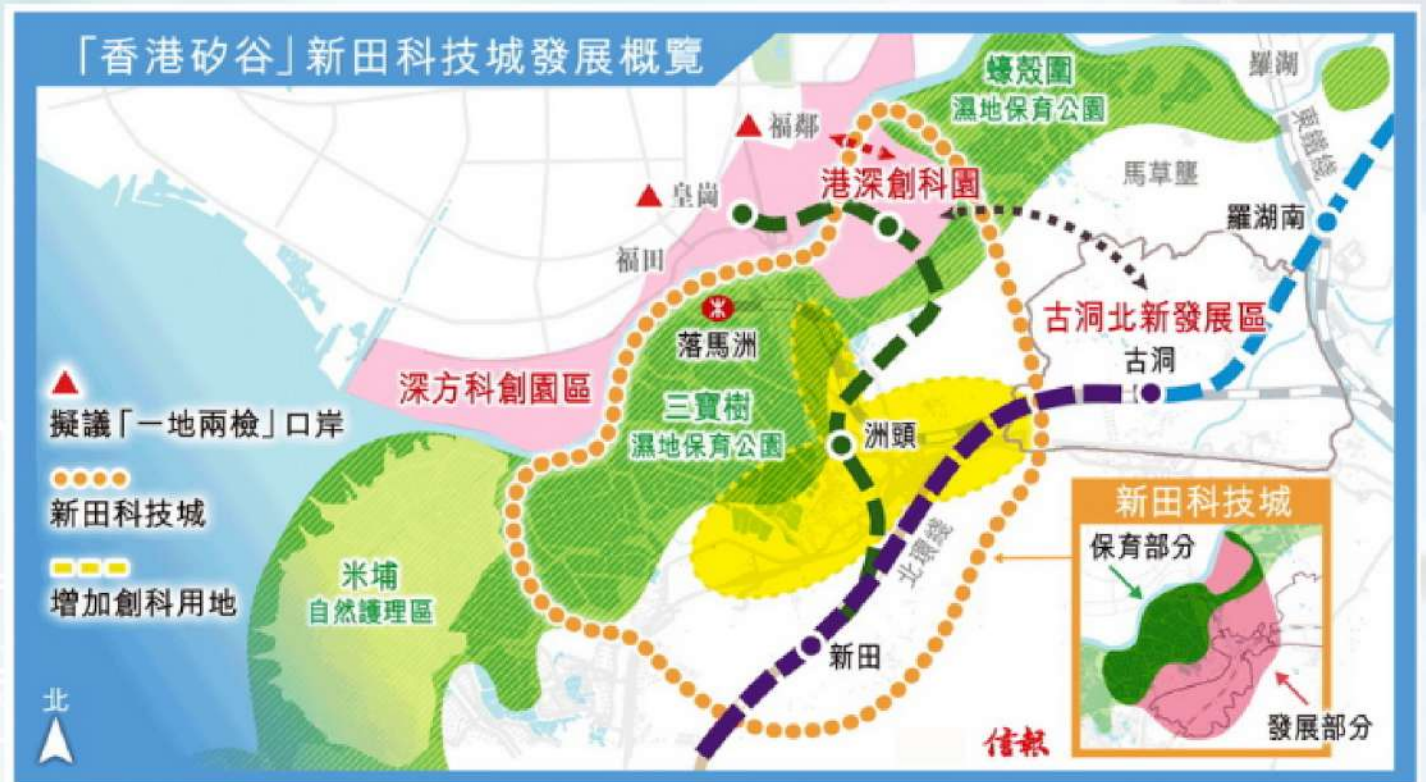 「香港矽谷」新田科技城發展概覽
蠔殼圍
濕地保育公園
羅湖
東鐵綫
福鄰
港深創科園
馬草壟
皇崗
羅湖南
福田
落馬洲
古洞北新發展區
古洞
深方科創園區
三寶樹
濕地保育公園
洲頭
擬議「一地兩檢」口岸
新田科技城
增加創科用地
米埔
自然護理區
北環綫
新田
新田科技城
保育部分
發展部分
北
信報